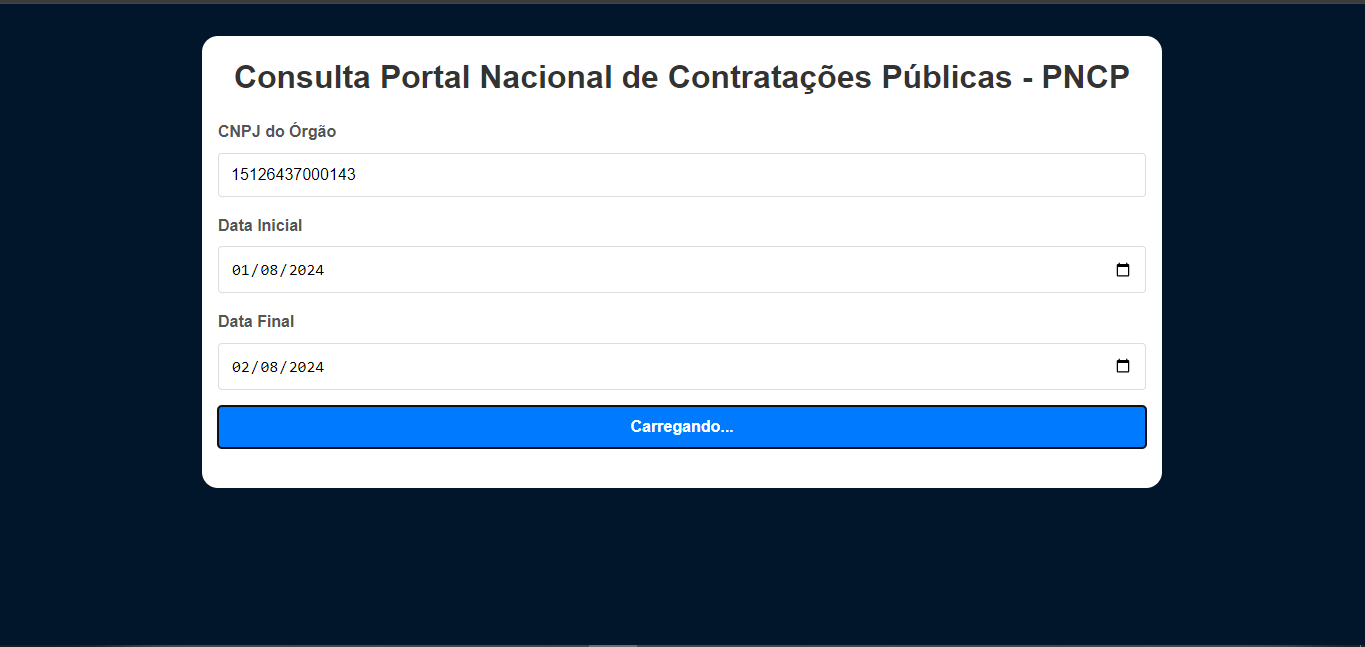 Consulta Portal Nacional de Contratações Públicas - PNCP
CNPJ do Órgão
15126437000143
Data Inicial
01/08/2024
Data Final
02/08/2024
Carregando...